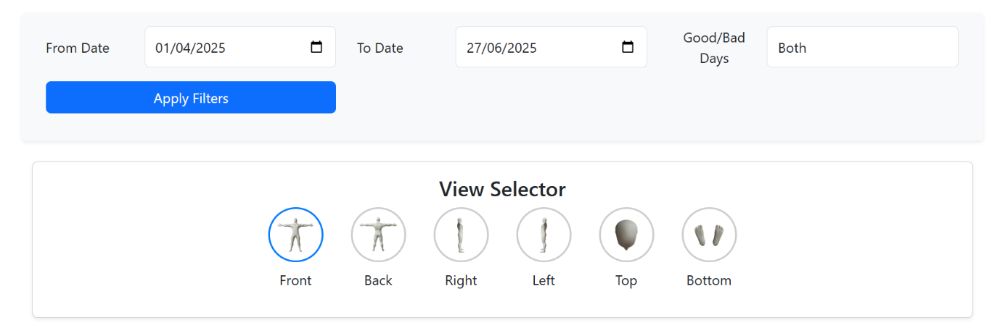 From Date 01/04/2025 To Date 27/06/2025 Good/Bad Days Both
Apply Filters
View Selector
Front Back Right Left Top Bottom